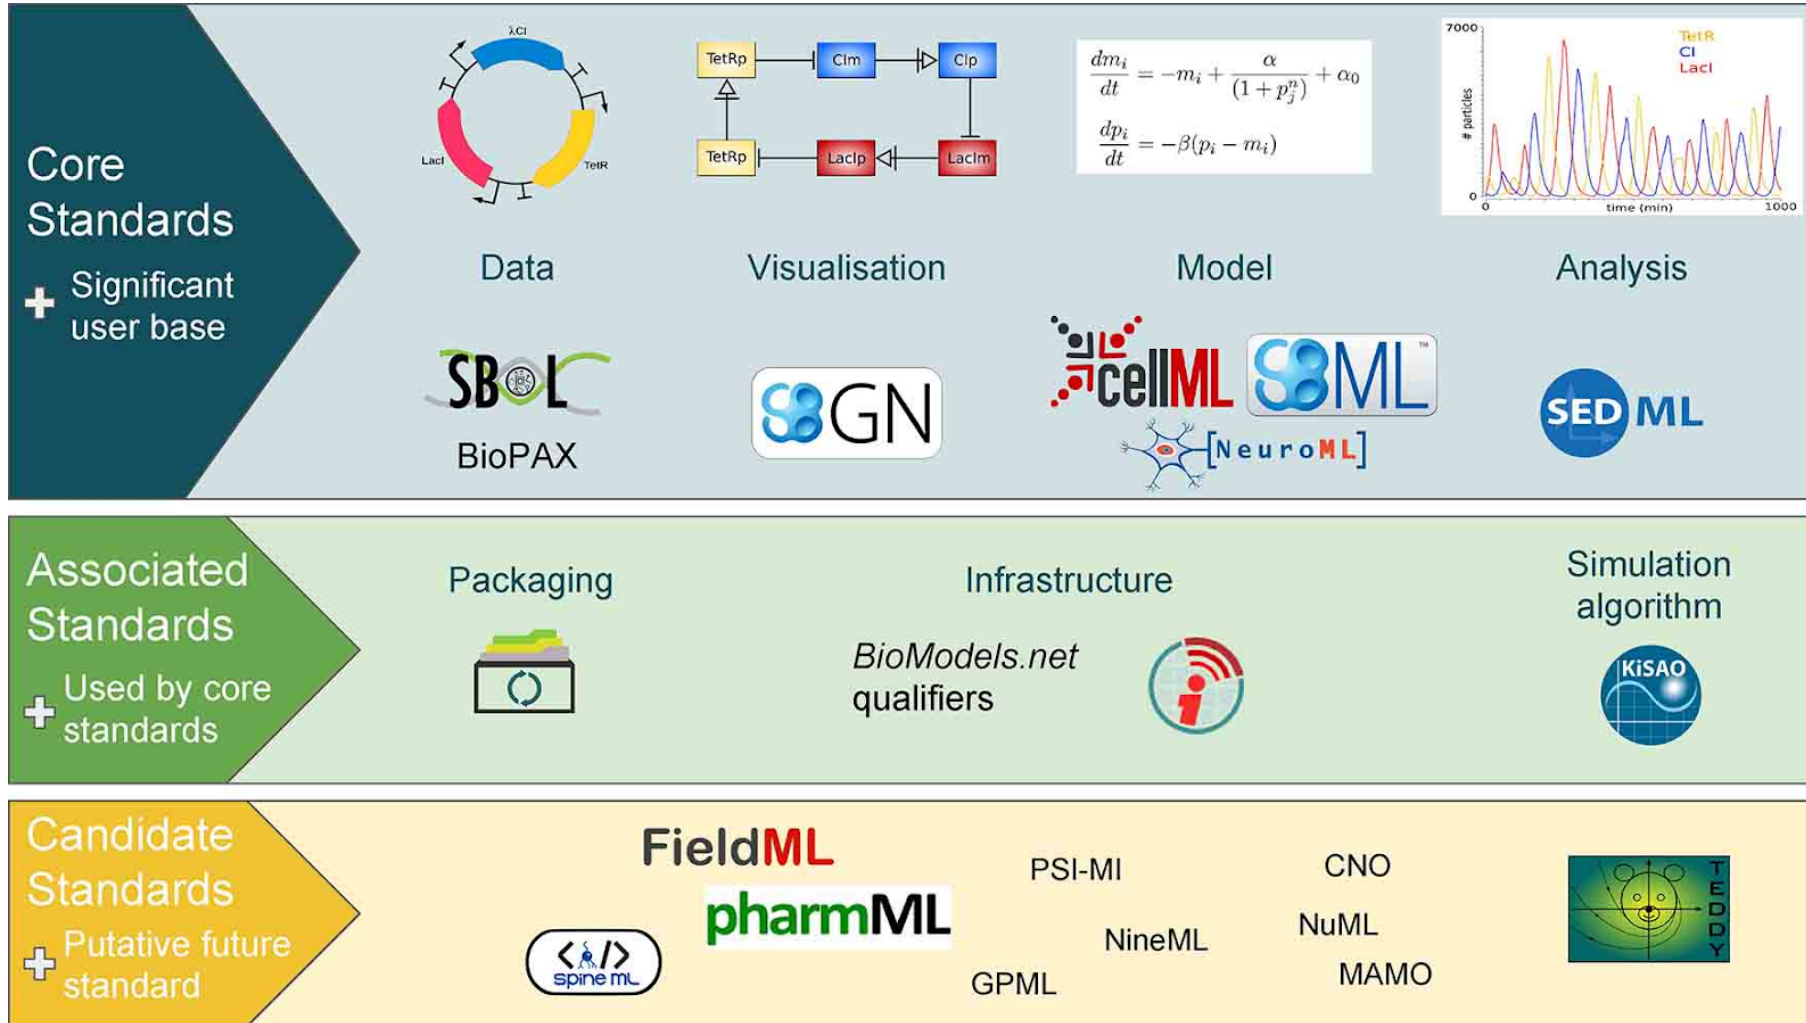 Core
Standards
Significant
user base
λCI
LacI
TetR
TetRp
CIm
CIp
TetRp
LacIp
LacIm
dm_i/dt = -m_i + α/(1 + p_j^n) + α_0
dp_i/dt = -β(p_i - m_i)
7000
TetR
CI
LacI
# particles
0
0
time (min)
1000
Data
Visualisation
Model
Analysis
SBOL
BioPAX
SBGN
cellML
SBML™
[NeuroML]
SED ML
Associated
Standards
Used by core
standards
Packaging
Infrastructure
BioModels.net
qualifiers
i
Simulation
algorithm
KiSAO
Candidate
Standards
Putative future
standard
FieldML
pharmML
</>
spine ML
PSI-MI
CNO
NineML
NuML
GPML
MAMO
TEDDY